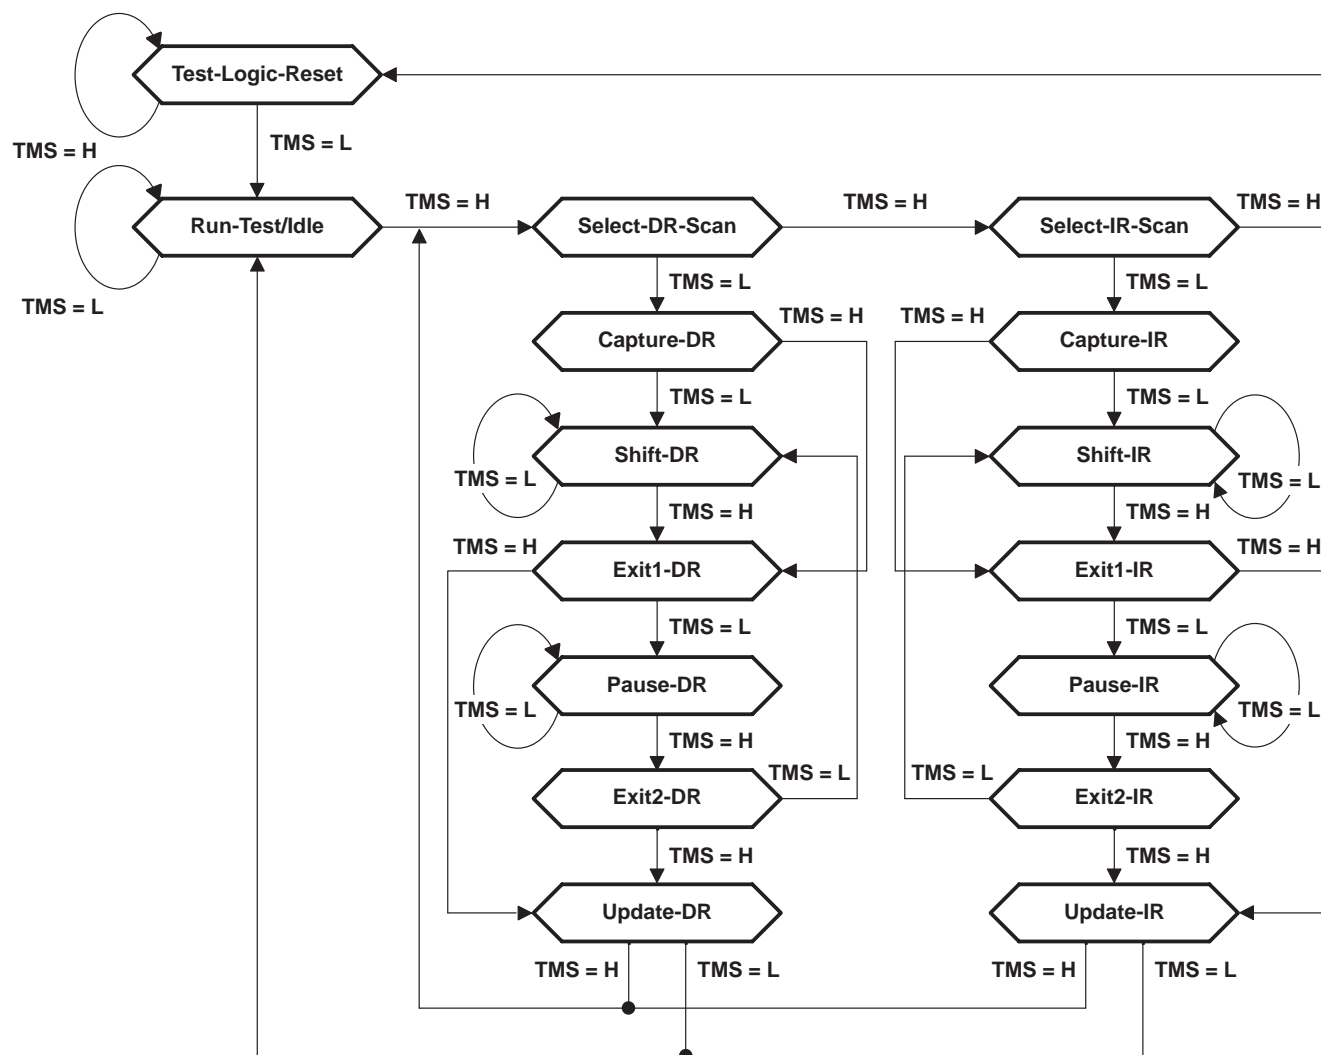 Test-Logic-Reset
TMS = H
TMS = L
Run-Test/Idle
TMS = H
Select-DR-Scan
TMS = H
Select-IR-Scan
TMS = H
TMS = L
TMS = L
TMS = L
Capture-DR
TMS = H
TMS = H
Capture-IR
TMS = L
TMS = L
Shift-DR
Shift-IR
TMS = L
TMS = L
TMS = H
TMS = H
TMS = H
Exit1-DR
Exit1-IR
TMS = H
TMS = L
TMS = L
Pause-DR
Pause-IR
TMS = L
TMS = L
TMS = H
TMS = H
Exit2-DR
TMS = L
TMS = L
Exit2-IR
TMS = H
TMS = H
Update-DR
Update-IR
TMS = H
TMS = L
TMS = H
TMS = L